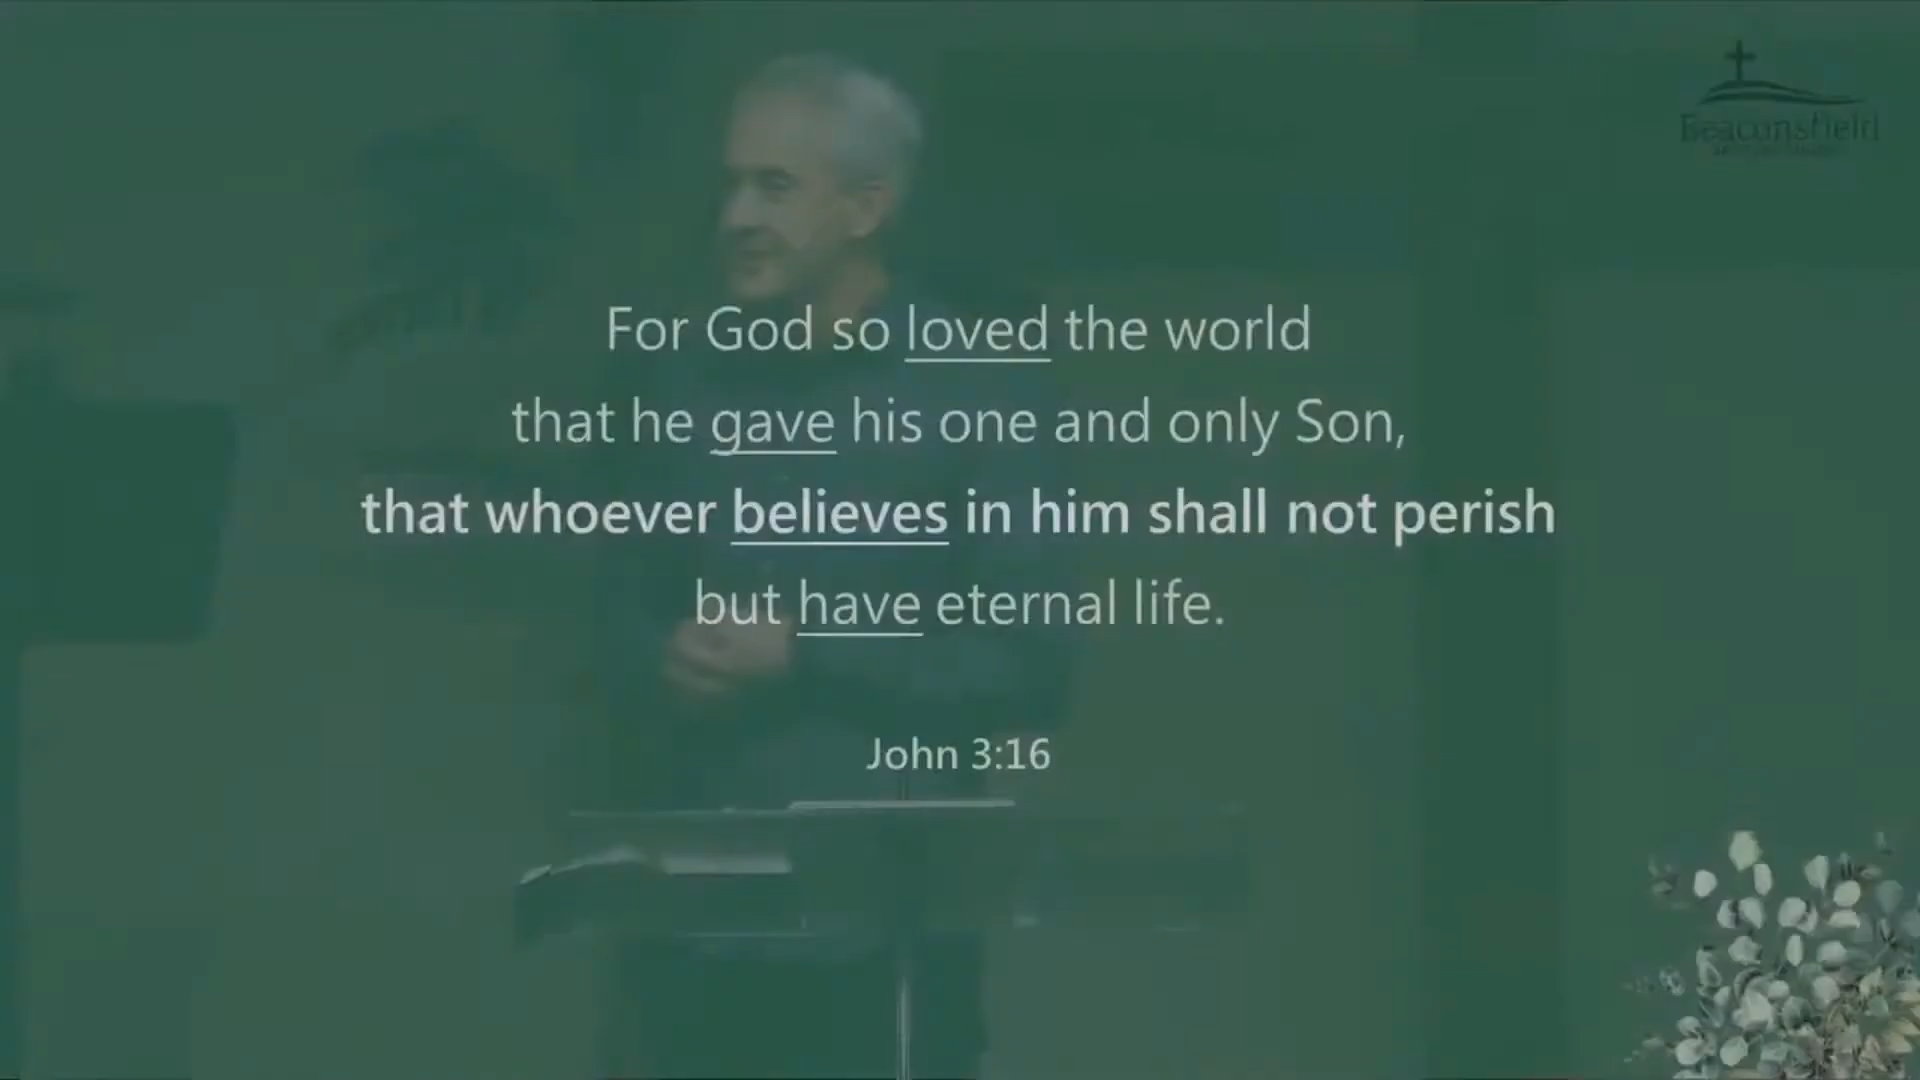 Beaconsfield
For God so loved the world
that he gave his one and only Son,
that whoever believes in him shall not perish
but have eternal life.
John 3:16